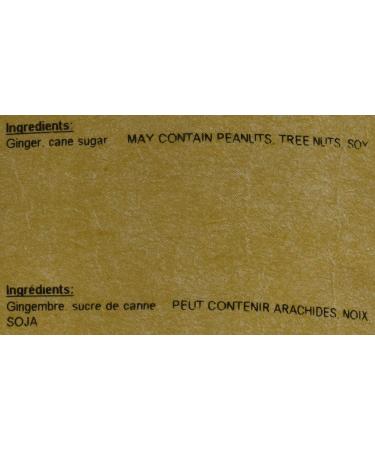 Ingredients:
Ginger, cane sugar MAY CONTAIN PEANUTS, TREE NUTS, SOY
Ingrédients:
Gingembre, sucre de canne PEUT CONTENIR ARACHIDES, NOIX,
SOJA